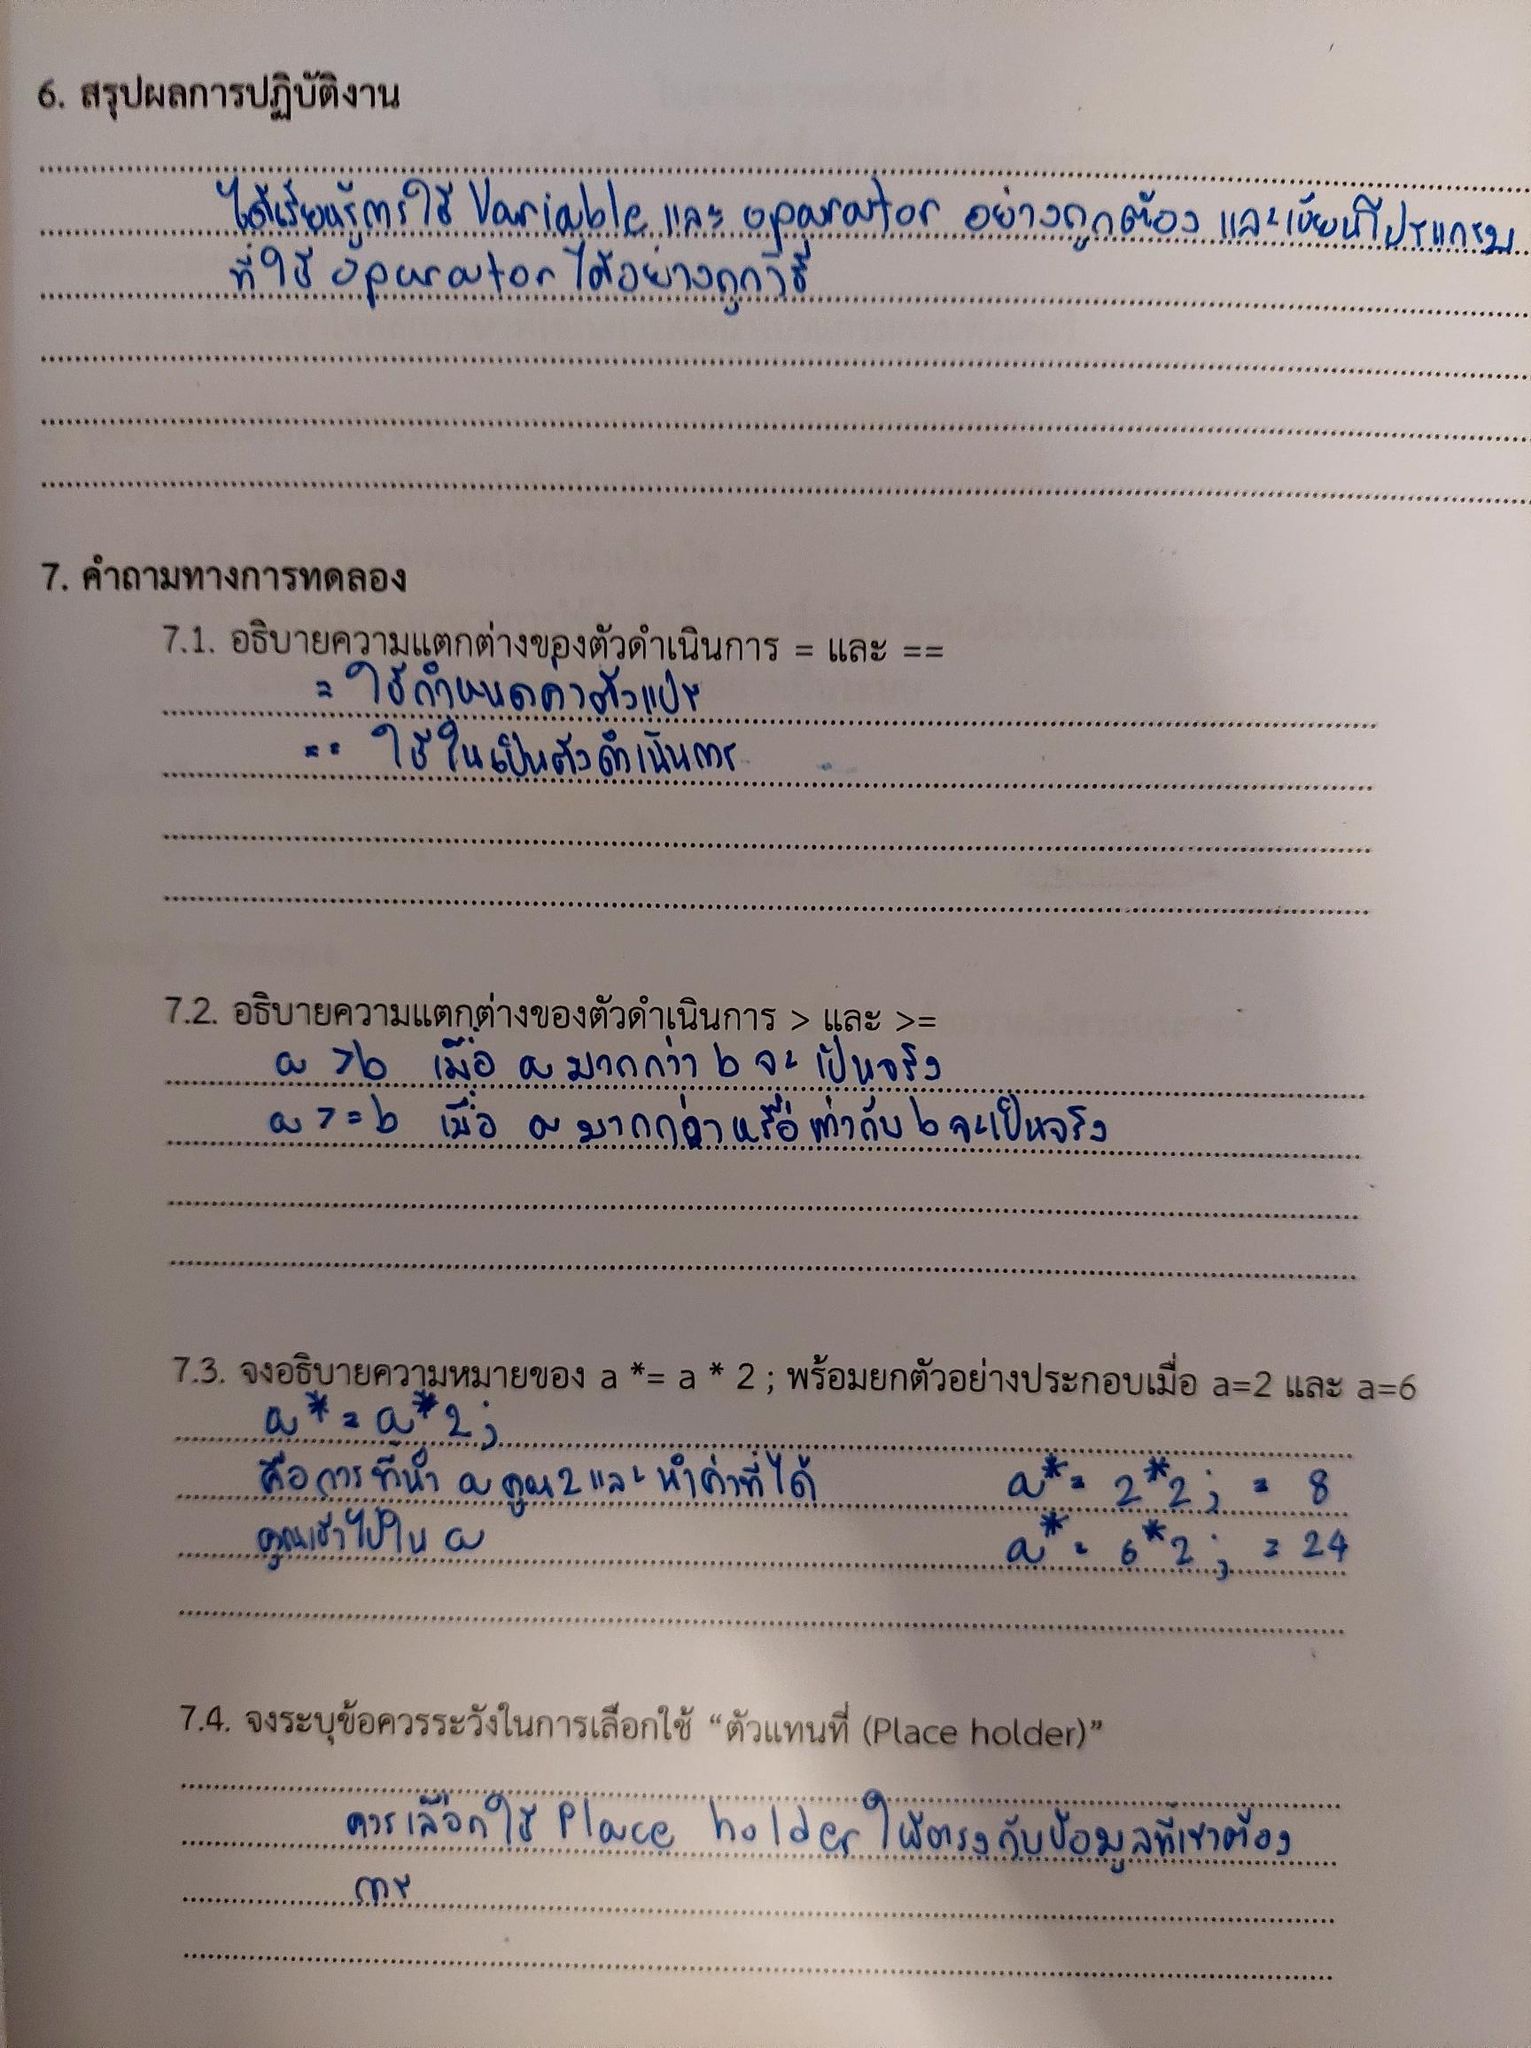 6. สรุปผลการปฏิบัติงาน
ได้เรียนรู้การใช้ Variable และ oparator อย่างถูกต้อง และเขียนโปรแกรม
ที่ใช้ oparator ได้อย่างถูกวิธี
7. คำถามทางการทดลอง
7.1. อธิบายความแตกต่างของตัวดำเนินการ = และ ==
= ใช้กำหนดค่าตัวแปร
== ใช้ในเป็นตัวดำเนินการ
7.2. อธิบายความแตกต่างของตัวดำเนินการ > และ >=
a >b เมื่อ a มากกว่า b จะ เป็นจริง
a >=b เมื่อ a มากกว่าหรือเท่ากับ b จะเป็นจริง
7.3. จงอธิบายความหมายของ a *= a * 2 ; พร้อมยกตัวอย่างประกอบเมื่อ a=2 และ a=6
a*=a*2;
คือการที่นำ a คูณ 2 และ นำค่าที่ได้ a*= 2*2; = 8
คูณเข้าไปใน a a*= 6*2; = 24
7.4. จงระบุข้อควรระวังในการเลือกใช้ “ตัวแทนที่ (Place holder)”
ควรเลือกใช้ Place holder ให้ตรงกับข้อมูลที่เราต้อง
การ